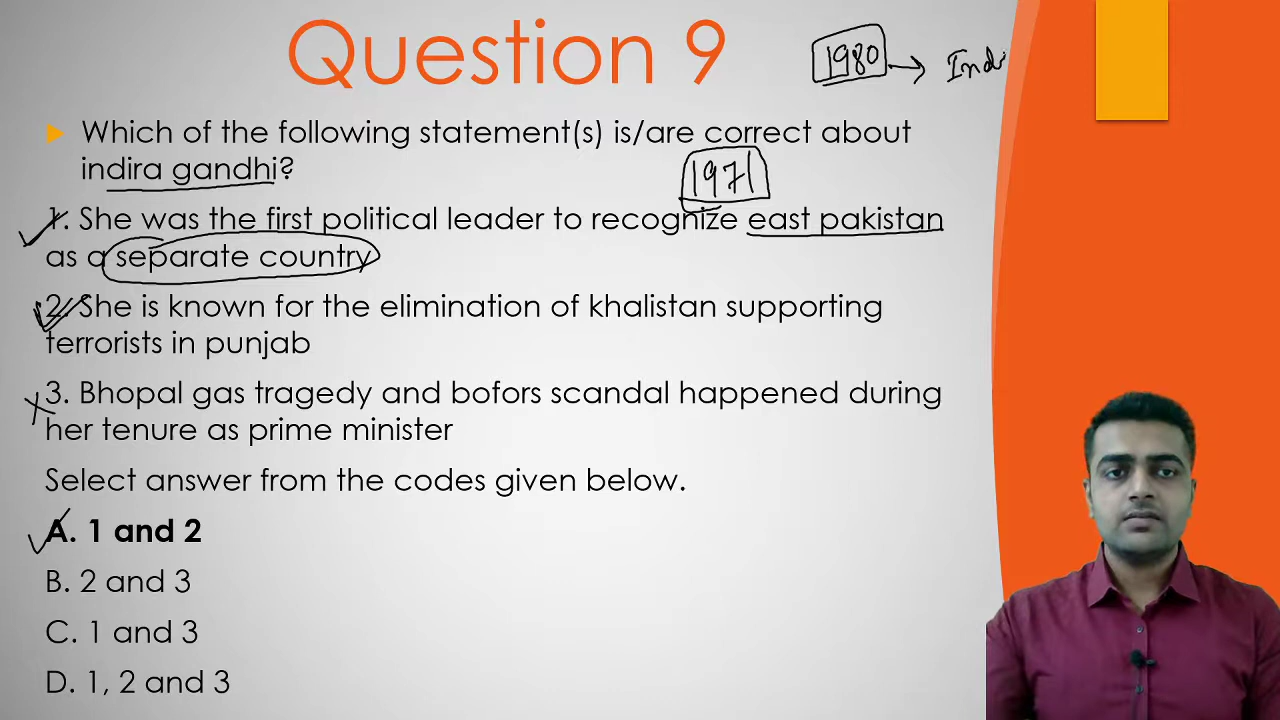 Question 9
1980 → Indi
Which of the following statement(s) is/are correct about
indira gandhi?
1971
1. She was the first political leader to recognize east pakistan
as a separate country
2. She is known for the elimination of khalistan supporting
terrorists in punjab
3. Bhopal gas tragedy and bofors scandal happened during
her tenure as prime minister
Select answer from the codes given below.
A. 1 and 2
B. 2 and 3
C. 1 and 3
D. 1, 2 and 3